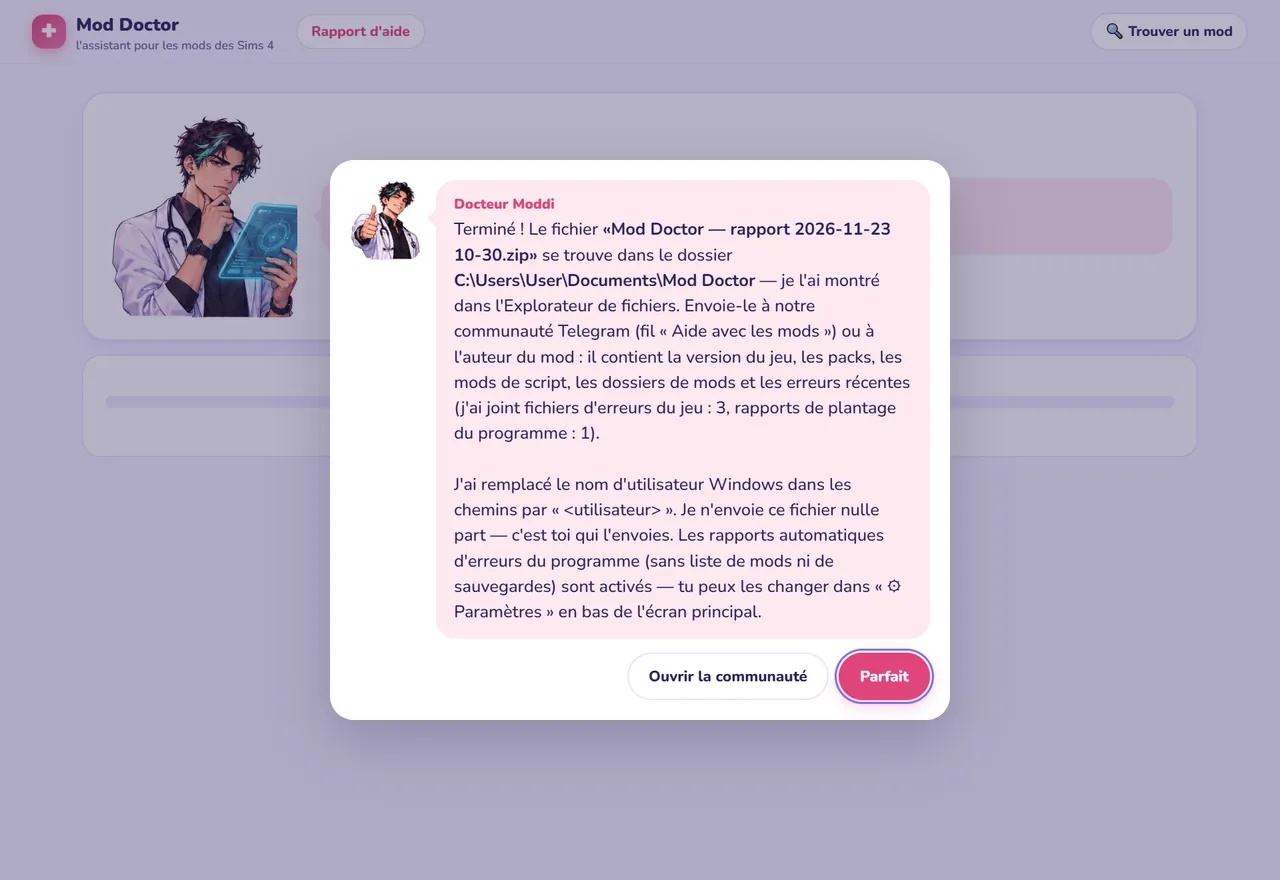 Mod Doctor
l'assistant pour les mods des Sims 4
Rapport d'aide
🔍 Trouver un mod
Docteur Moddi
Terminé ! Le fichier «Mod Doctor — rapport 2026-11-23
10-30.zip» se trouve dans le dossier
C:\Users\User\Documents\Mod Doctor — je l'ai montré
dans l'Explorateur de fichiers. Envoie-le à notre
communauté Telegram (fil « Aide avec les mods ») ou à
l'auteur du mod : il contient la version du jeu, les packs, les
mods de script, les dossiers de mods et les erreurs récentes
(j'ai joint fichiers d'erreurs du jeu : 3, rapports de plantage
du programme : 1).
J'ai remplacé le nom d'utilisateur Windows dans les
chemins par « <utilisateur> ». Je n'envoie ce fichier nulle
part — c'est toi qui l'envoies. Les rapports automatiques
d'erreurs du programme (sans liste de mods ni de
sauvegardes) sont activés — tu peux les changer dans « ⚙
Paramètres » en bas de l'écran principal.
Ouvrir la communauté
Parfait